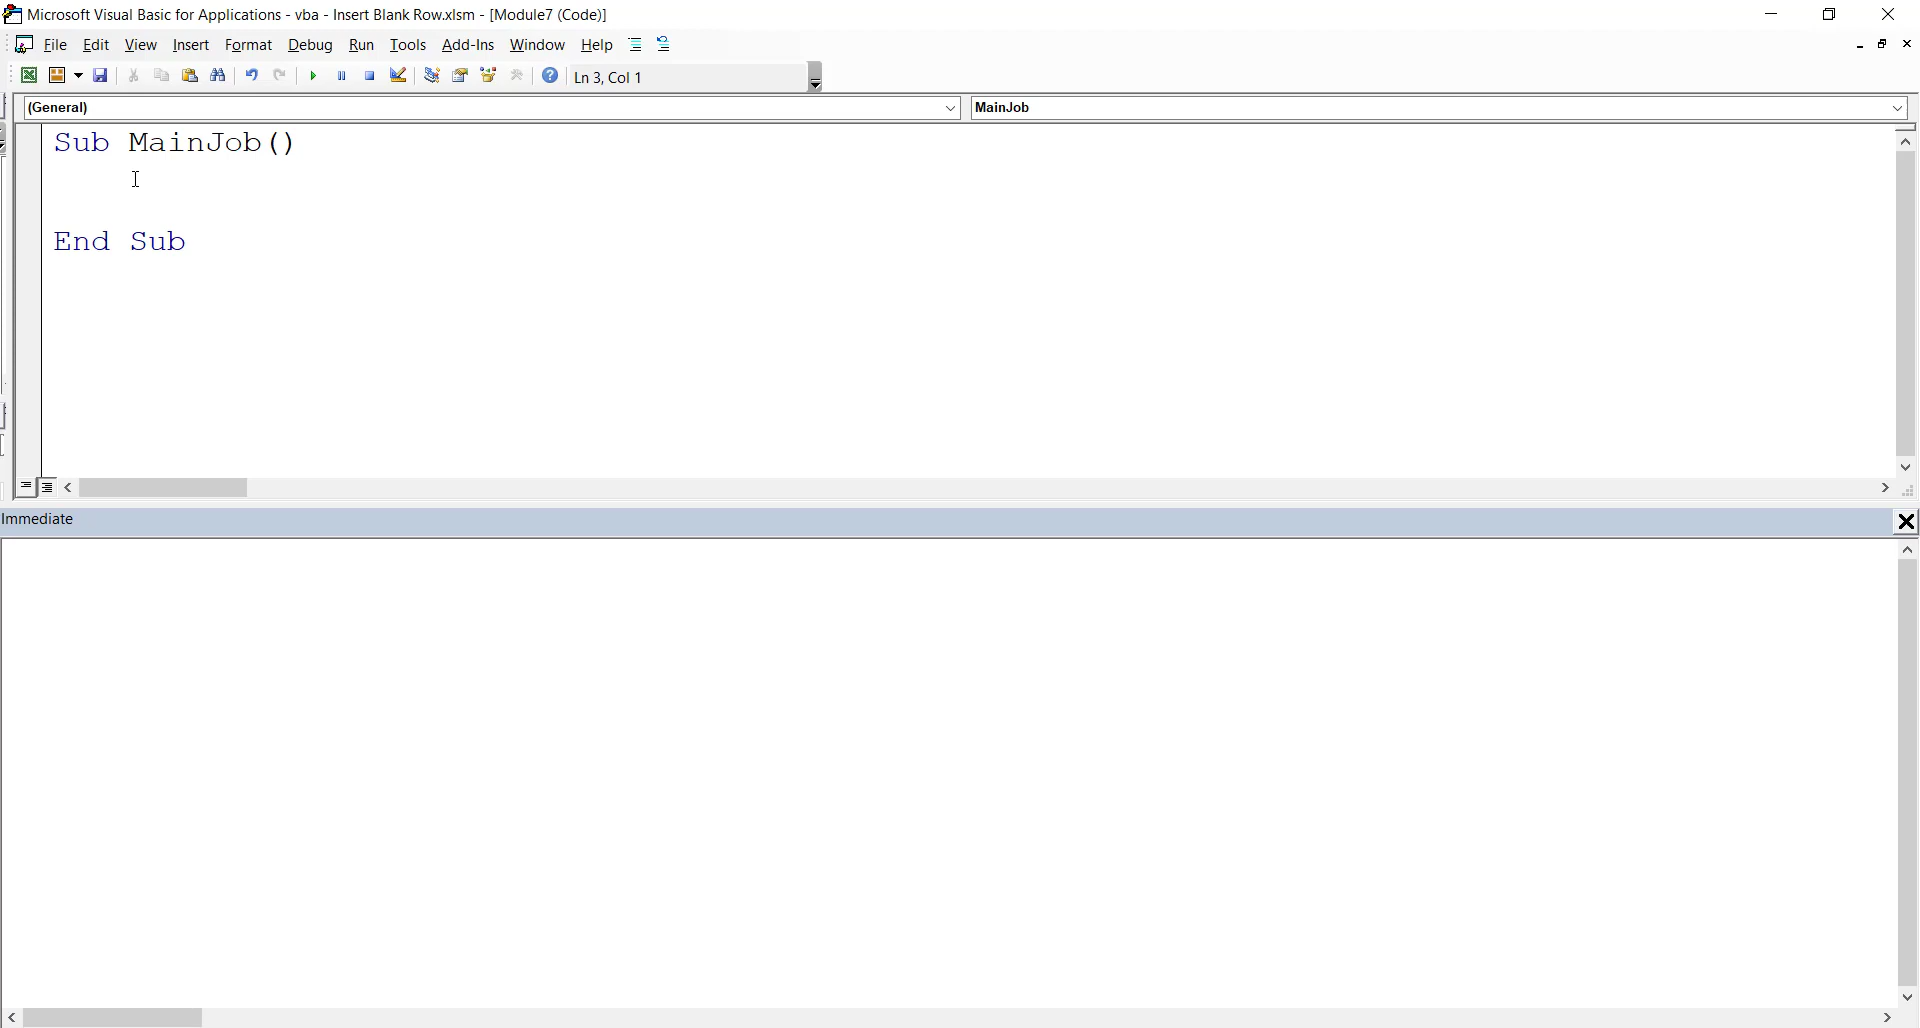 Microsoft Visual Basic for Applications - vba - Insert Blank Row.xlsm - [Module7 (Code)]
File Edit View Insert Format Debug Run Tools Add-Ins Window Help
Ln 3, Col 1
(General) MainJob
Sub MainJob()
End Sub
Immediate